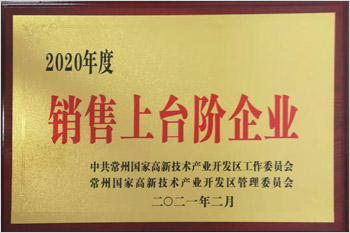 2020年度
销售上台阶企业
中共常州国家高新技术产业开发区工作委员会
常州国家高新技术产业开发区管理委员会
二〇二一年二月